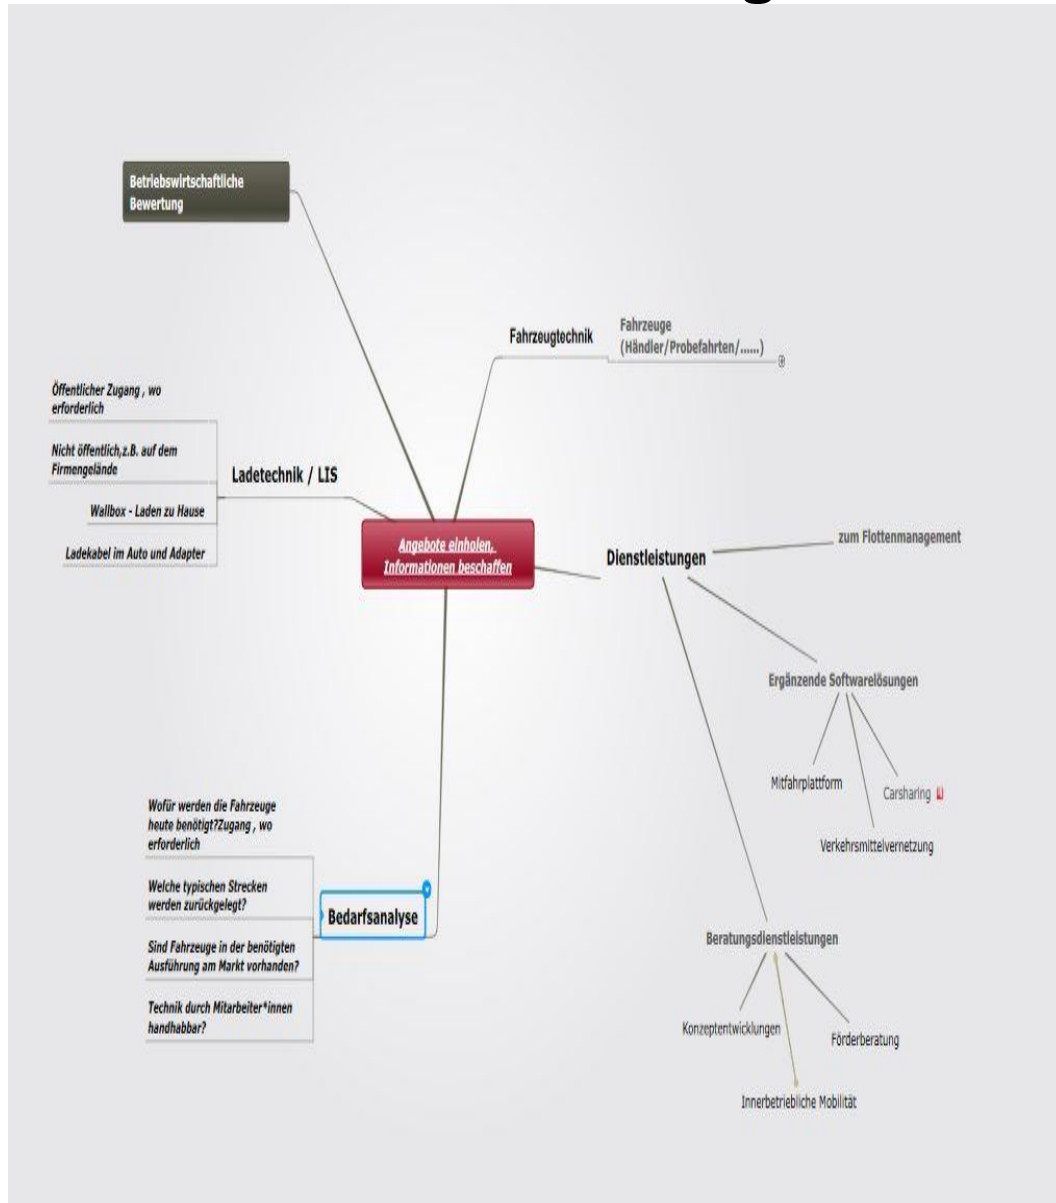 Betriebswirtschaftliche
Bewertung
Fahrzeugtechnik
Fahrzeuge
(Händler/Probefahrten/......)
Öffentlicher Zugang , wo
erforderlich
Nicht öffentlich,z.B. auf dem
Firmengelände
Wallbox - Laden zu Hause
Ladekabel im Auto und Adapter
Ladetechnik / LIS
Angebote einholen,
Informationen beschaffen
Dienstleistungen
zum Flottenmanagement
Ergänzende Softwarelösungen
Mitfahrplattform
Carsharing
Verkehrsmittelvernetzung
Wofür werden die Fahrzeuge
heute benötigt?Zugang , wo
erforderlich
Welche typischen Strecken
werden zurückgelegt?
Sind Fahrzeuge in der benötigten
Ausführung am Markt vorhanden?
Technik durch Mitarbeiter*innen
handhabbar?
Bedarfsanalyse
Beratungsdienstleistungen
Konzeptentwicklungen
Förderberatung
Innerbetriebliche Mobilität